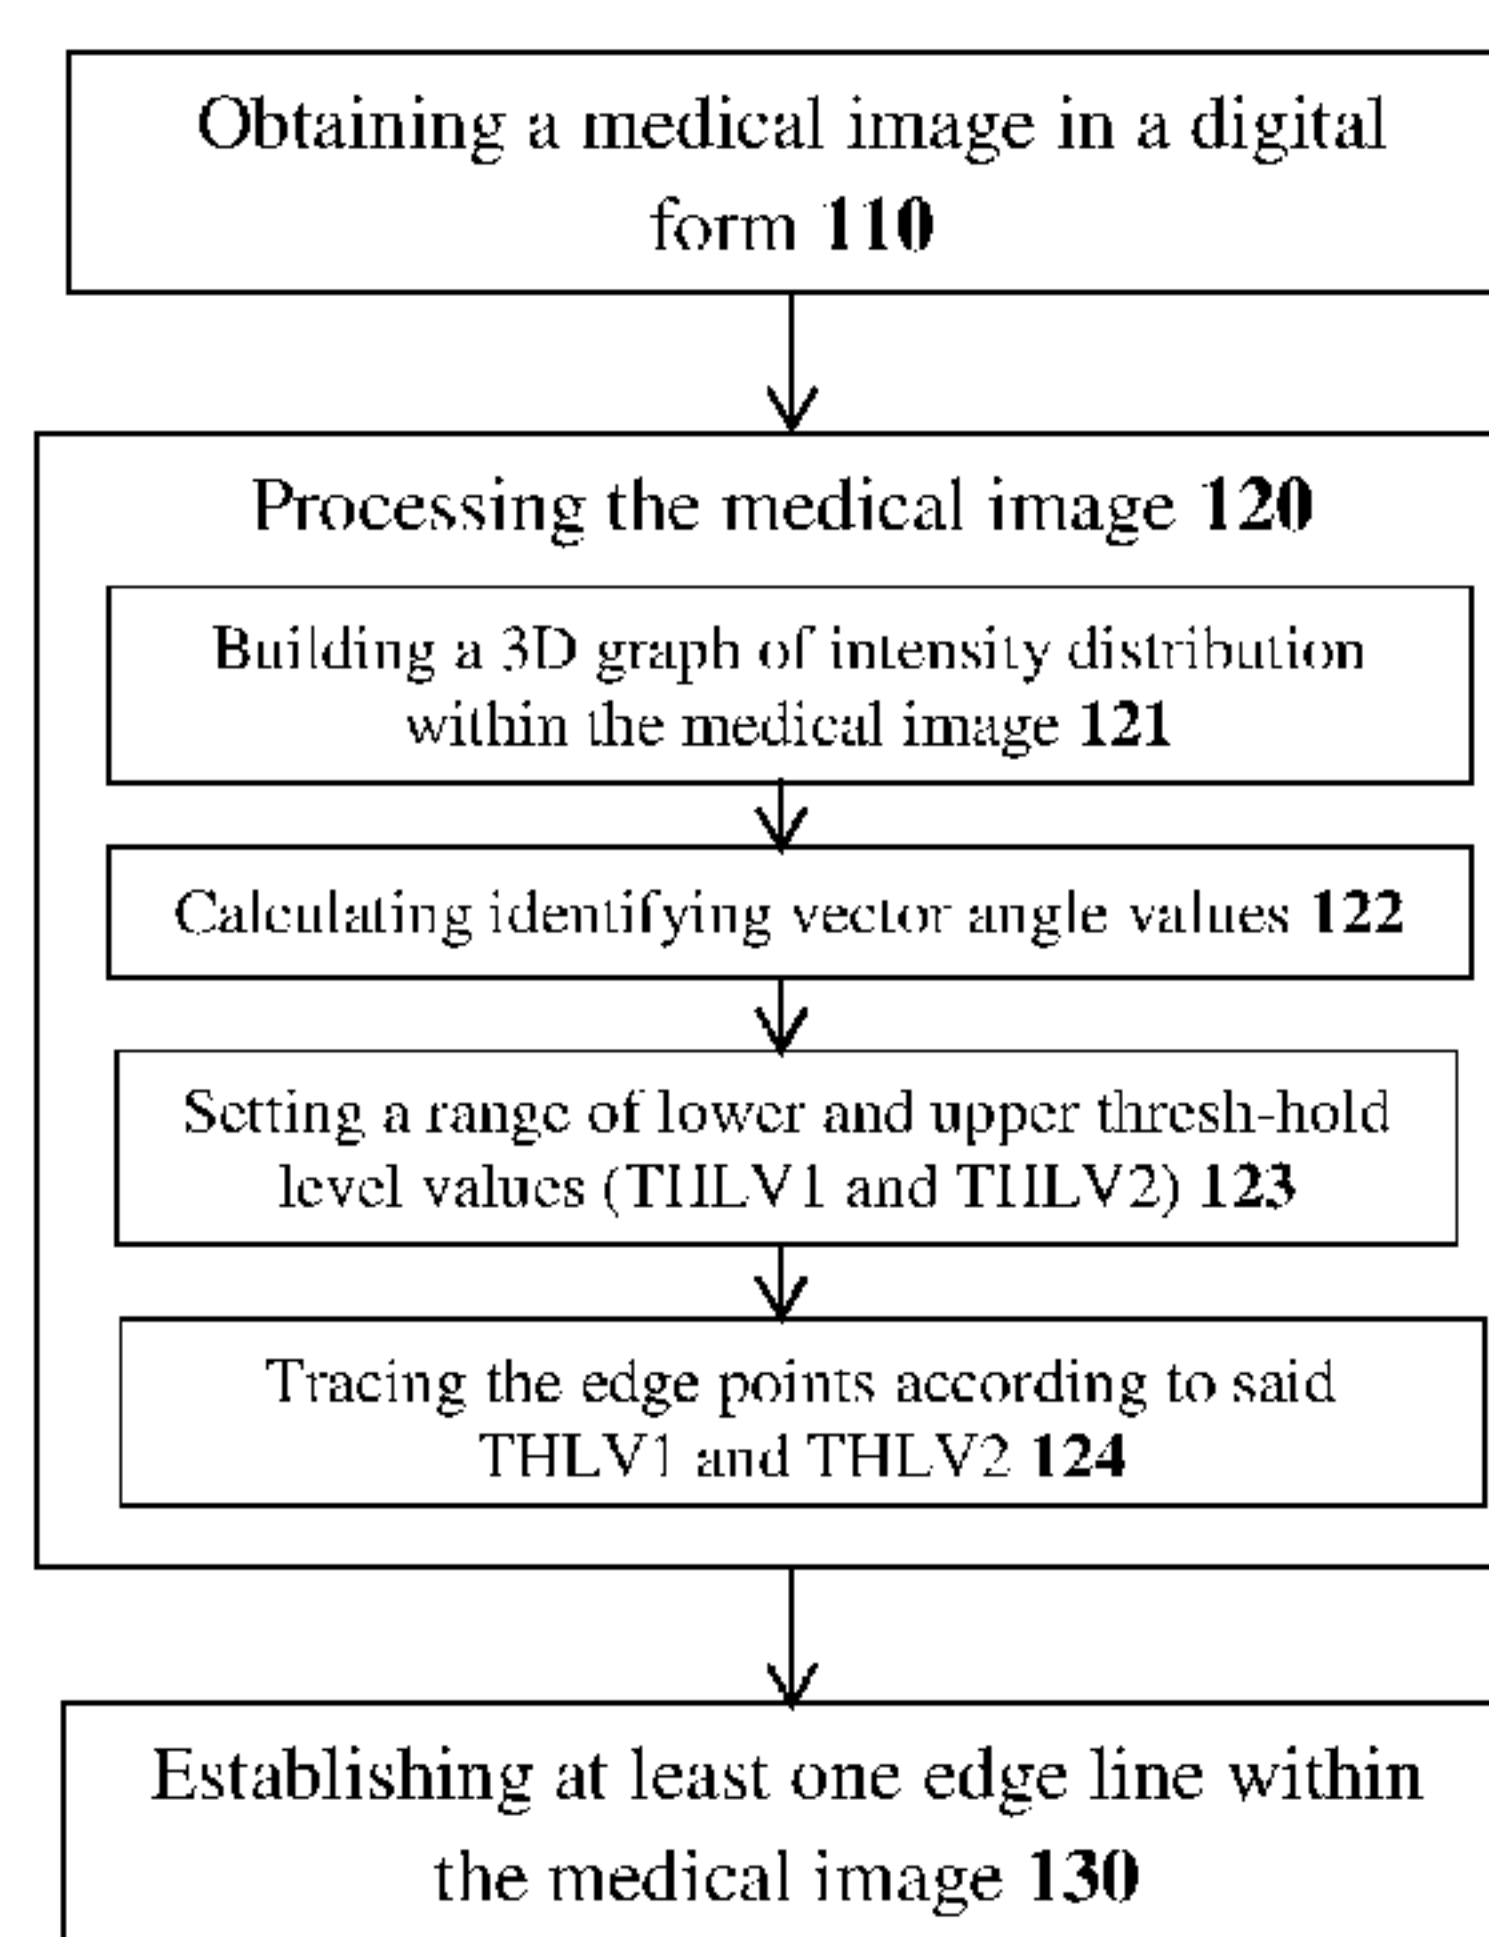 Obtaining a medical image in a digital
form 110
Processing the medical image 120
Building a 3D graph of intensity distribution
within the medical image 121
Calculating identifying vector angle values 122
Setting a range of lower and upper thresh-hold
level values (THLV1 and THLV2) 123
Tracing the edge points according to said
THLV1 and THLV2 124
Establishing at least one edge line within
the medical image 130